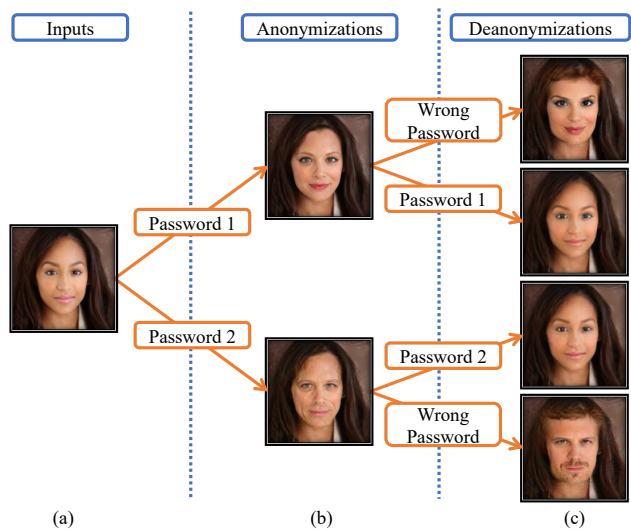 Inputs
Anonymizations
Deanonymizations
Wrong
Password
Password 1
Password 1
Password 2
Password 2
Wrong
Password
(a)
(b)
(c)